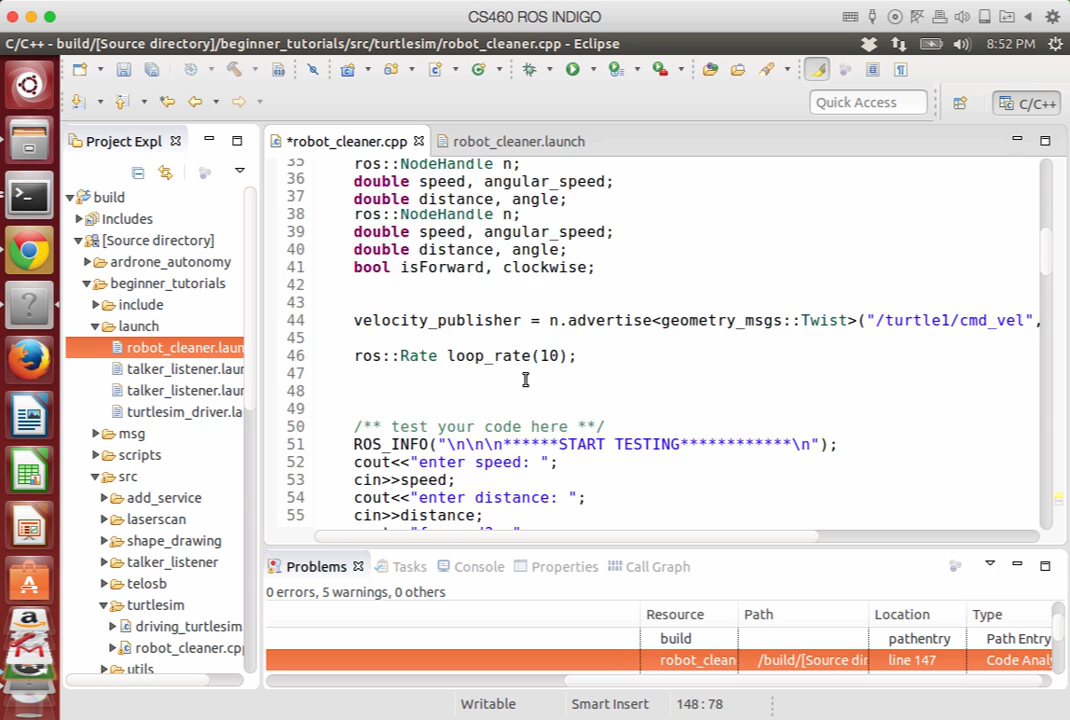 CS460 ROS INDIGO
C/C++ - build/[Source directory]/beginner_tutorials/src/turtlesim/robot_cleaner.cpp - Eclipse
8:52 PM
Quick Access
C/C++
Project Expl
*robot_cleaner.cpp
robot_cleaner.launch
build
Includes
[Source directory]
ardrone_autonomy
beginner_tutorials
include
launch
robot_cleaner.laun
talker_listener.laur
talker_listener.laur
turtlesim_driver.la
msg
scripts
src
add_service
laserscan
shape_drawing
talker_listener
telosb
turtlesim
driving_turtlesim
robot_cleaner.cpp
utils
35 ros::NodeHandle n;
36 double speed, angular_speed;
37 double distance, angle;
38 ros::NodeHandle n;
39 double speed, angular_speed;
40 double distance, angle;
41 bool isForward, clockwise;
42
43
44 velocity_publisher = n.advertise<geometry_msgs::Twist>("/turtle1/cmd_vel",
45
46 ros::Rate loop_rate(10);
47
48
49
50 /** test your code here **/
51 ROS_INFO("\n\n\n******START TESTING************\n");
52 cout<<"enter speed: ";
53 cin>>speed;
54 cout<<"enter distance: ";
55 cin>>distance;
Problems
Tasks
Console
Properties
Call Graph
0 errors, 5 warnings, 0 others
Resource Path Location Type
build pathentry Path Entry
robot_clean /build/[Source dir line 147 Code Analy
Writable
Smart Insert
148 : 78